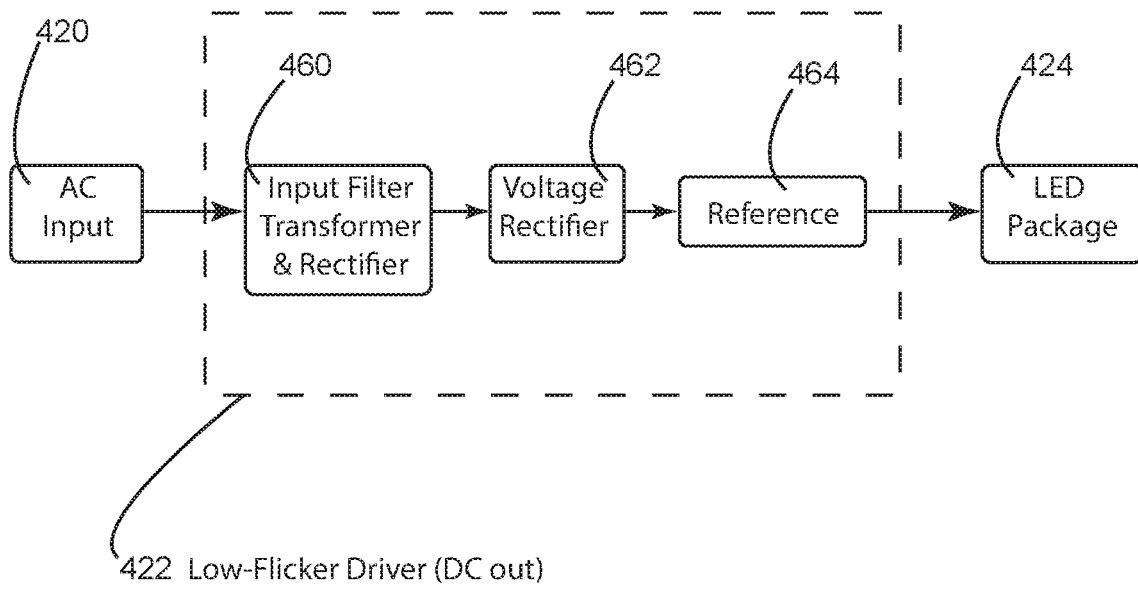 420
460
462
464
424
AC
Input
Input Filter
Transformer
& Rectifier
Voltage
Rectifier
Reference
LED
Package
422 Low-Flicker Driver (DC out)